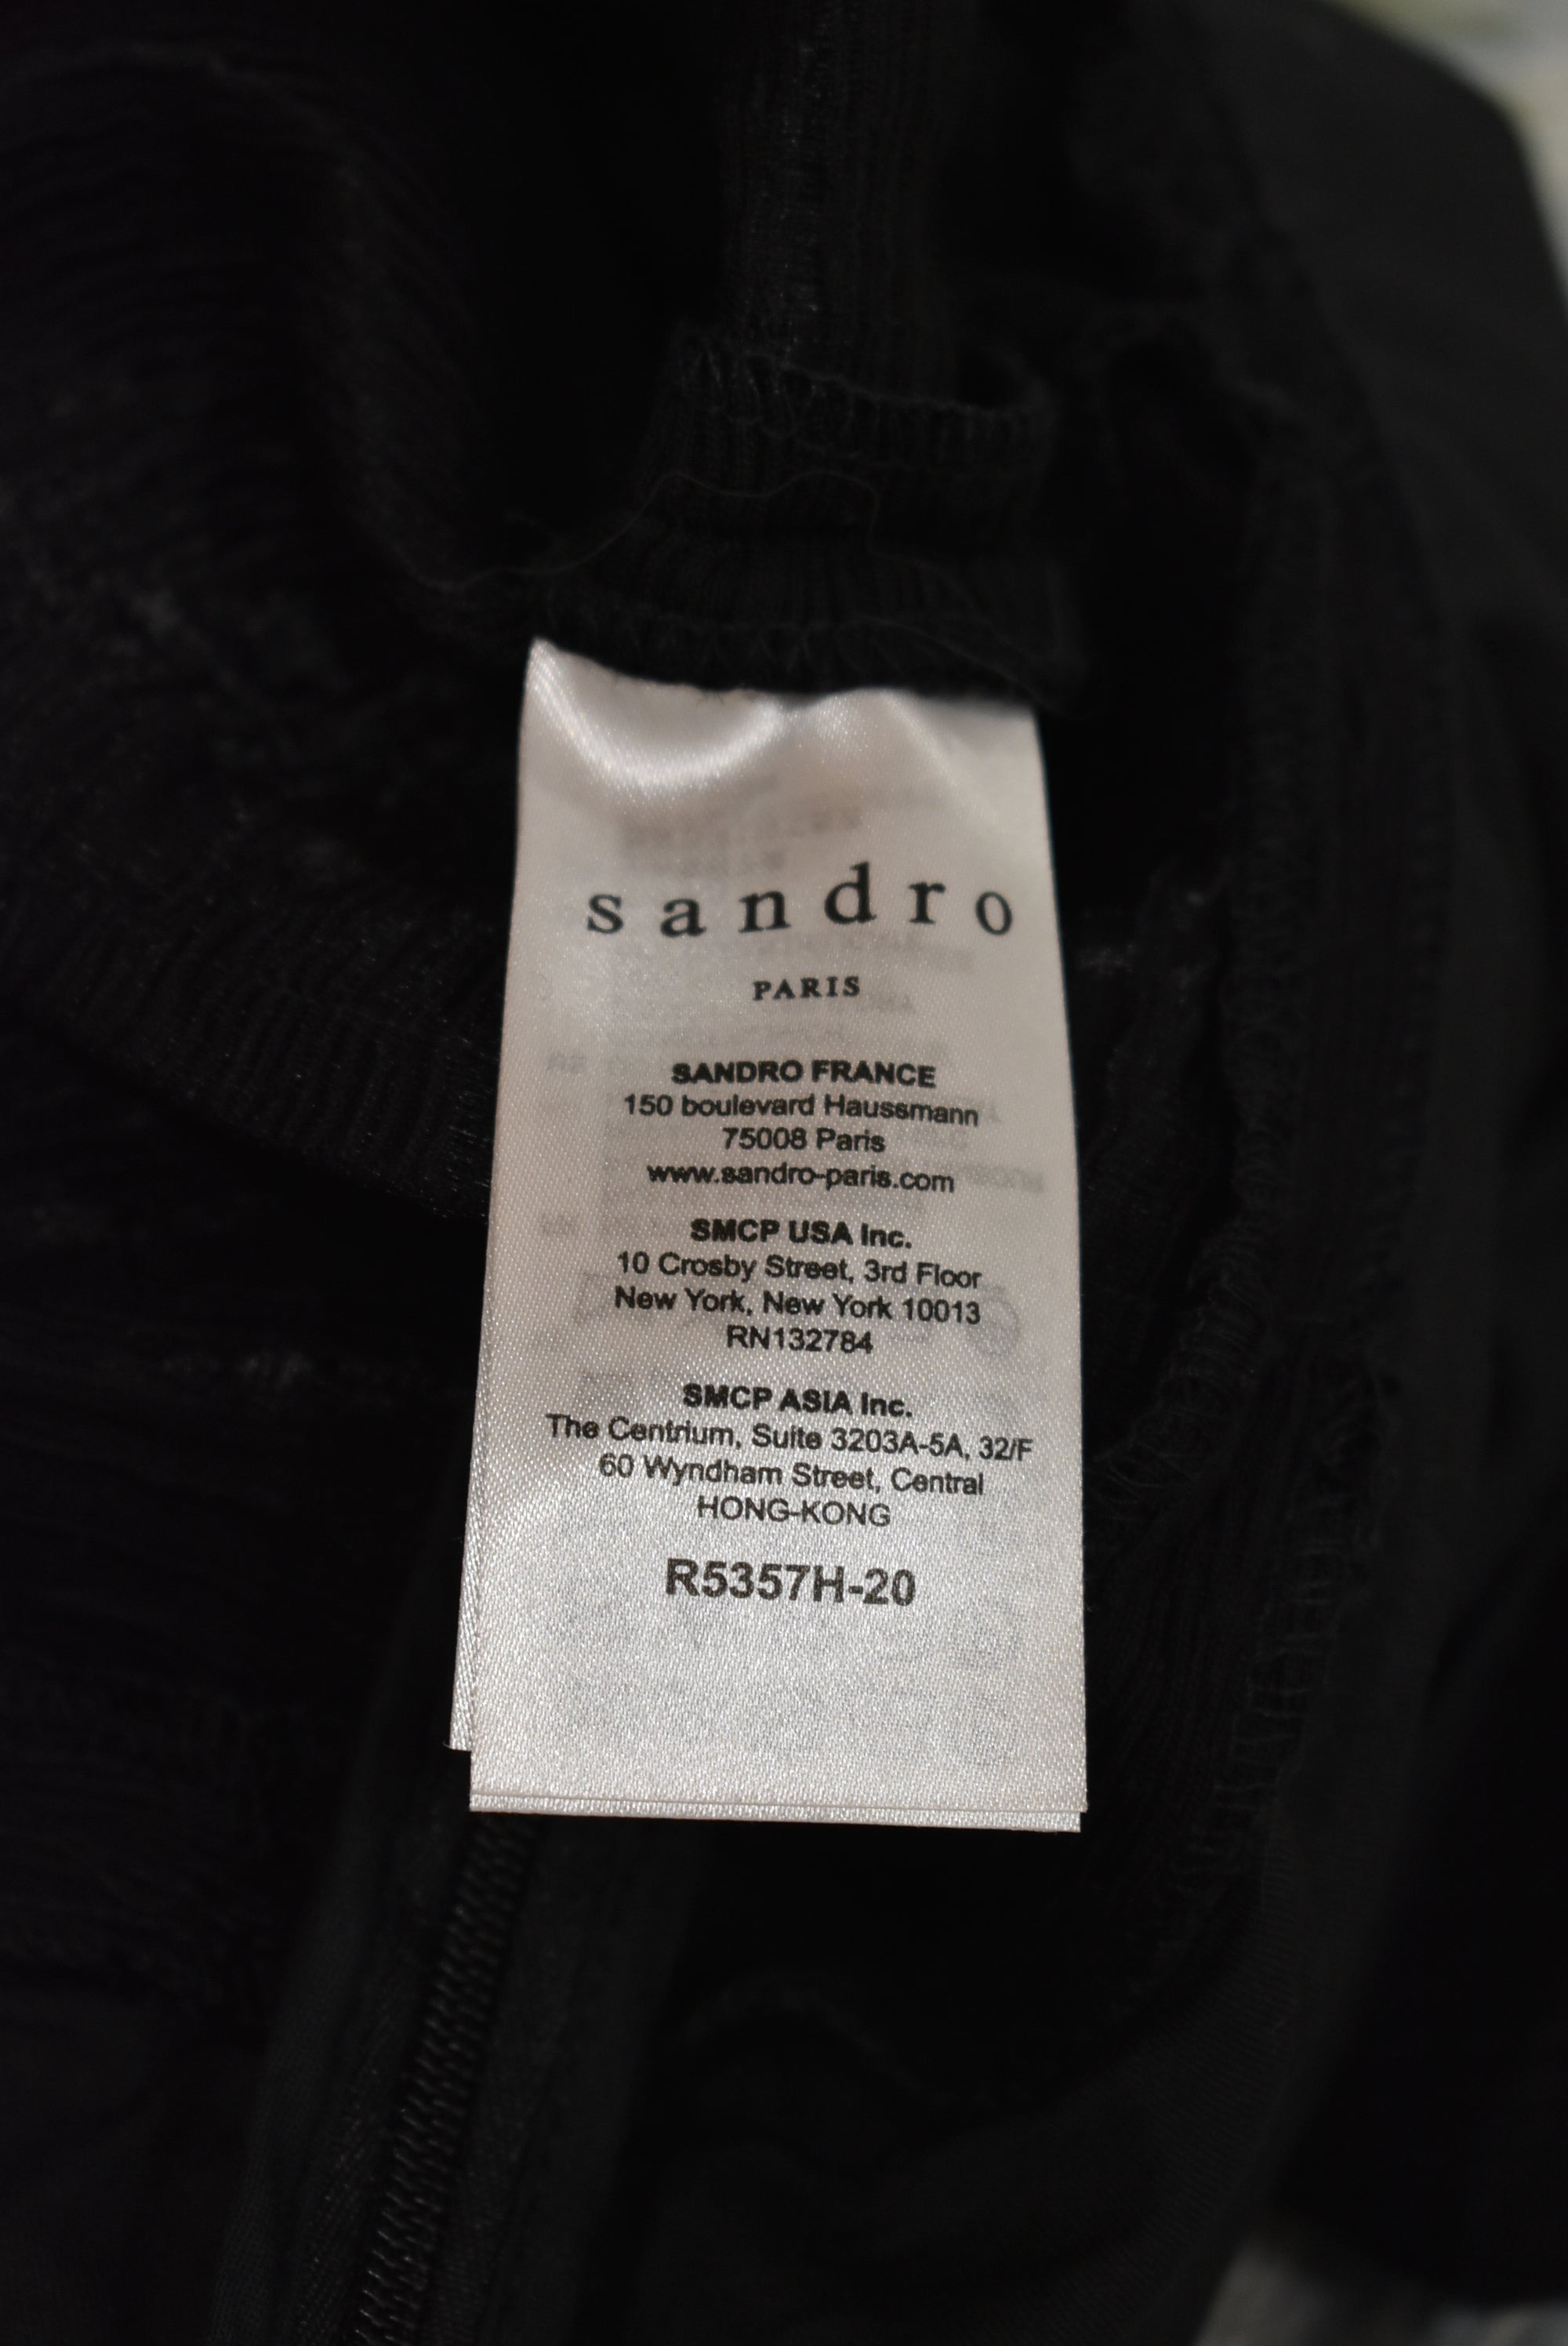 sandro
PARIS
SANDRO FRANCE
150 boulevard Haussmann
75008 Paris
www.sandro-paris.com
SMCP USA Inc.
10 Crosby Street, 3rd Floor
New York, New York 10013
RN132784
SMCP ASIA Inc.
The Centrium, Suite 3203A-5A, 32/F
60 Wyndham Street, Central
HONG-KONG
R5357H-20